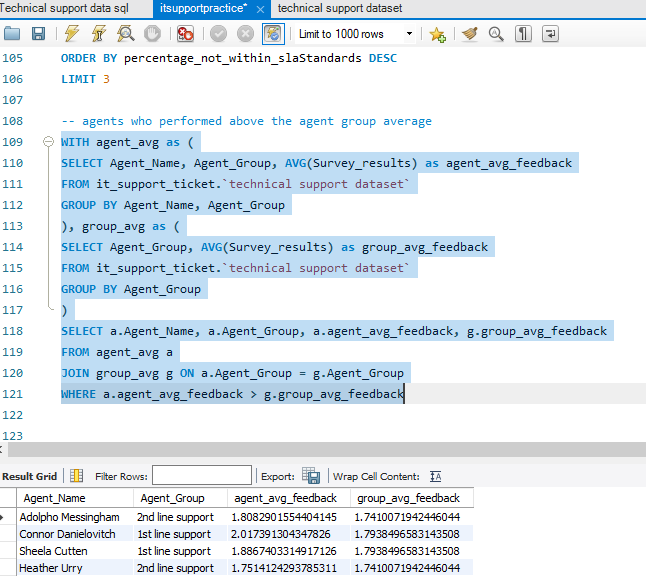 Technical support data sql itsupportpractice* technical support dataset
Limit to 1000 rows
105 ORDER BY percentage_not_within_slaStandards DESC
106 LIMIT 3
107
108 -- agents who performed above the agent group average
109 WITH agent_avg as (
110 SELECT Agent_Name, Agent_Group, AVG(Survey_results) as agent_avg_feedback
111 FROM it_support_ticket.`technical support dataset`
112 GROUP BY Agent_Name, Agent_Group
113 ), group_avg as (
114 SELECT Agent_Group, AVG(Survey_results) as group_avg_feedback
115 FROM it_support_ticket.`technical support dataset`
116 GROUP BY Agent_Group
117 )
118 SELECT a.Agent_Name, a.Agent_Group, a.agent_avg_feedback, g.group_avg_feedback
119 FROM agent_avg a
120 JOIN group_avg g ON a.Agent_Group = g.Agent_Group
121 WHERE a.agent_avg_feedback > g.group_avg_feedback
122
123
Result Grid Filter Rows: Export: Wrap Cell Content:
Agent_Name Agent_Group agent_avg_feedback group_avg_feedback
Adolpho Messingham 2nd line support 1.8082901554404145 1.7410071942446044
Connor Danielovitch 1st line support 2.017391304347826 1.7938496583143508
Sheela Cutten 1st line support 1.8867403314917126 1.7938496583143508
Heather Urry 2nd line support 1.7514124293785311 1.7410071942446044